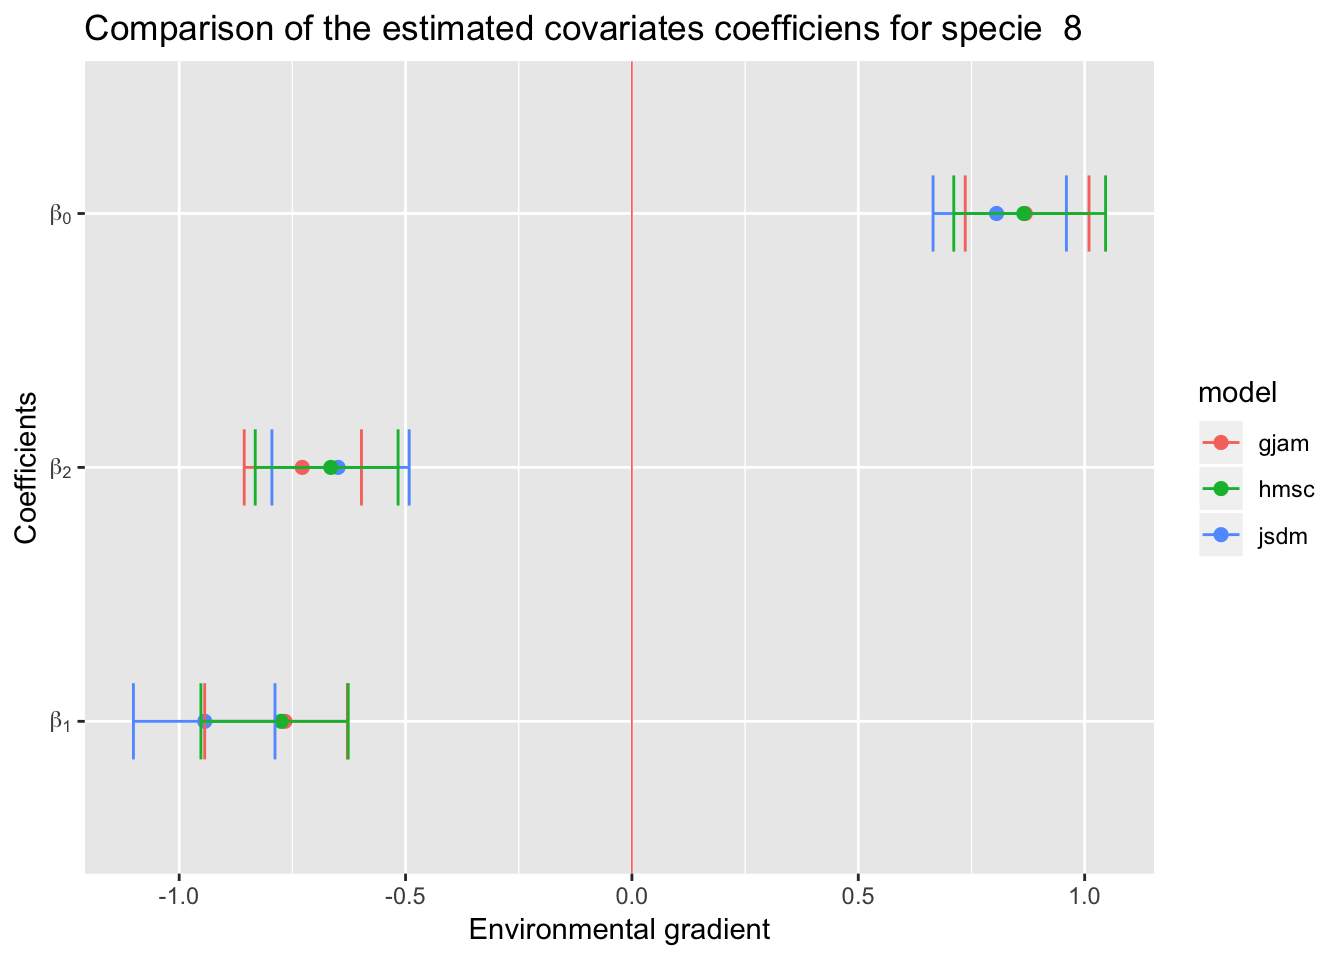 Comparison of the estimated covariates coefficiens for specie  8
β₀
β₂
β₁
Coefficients
-1.0
-0.5
0.0
0.5
1.0
Environmental gradient
model
gjam
hmsc
jsdm